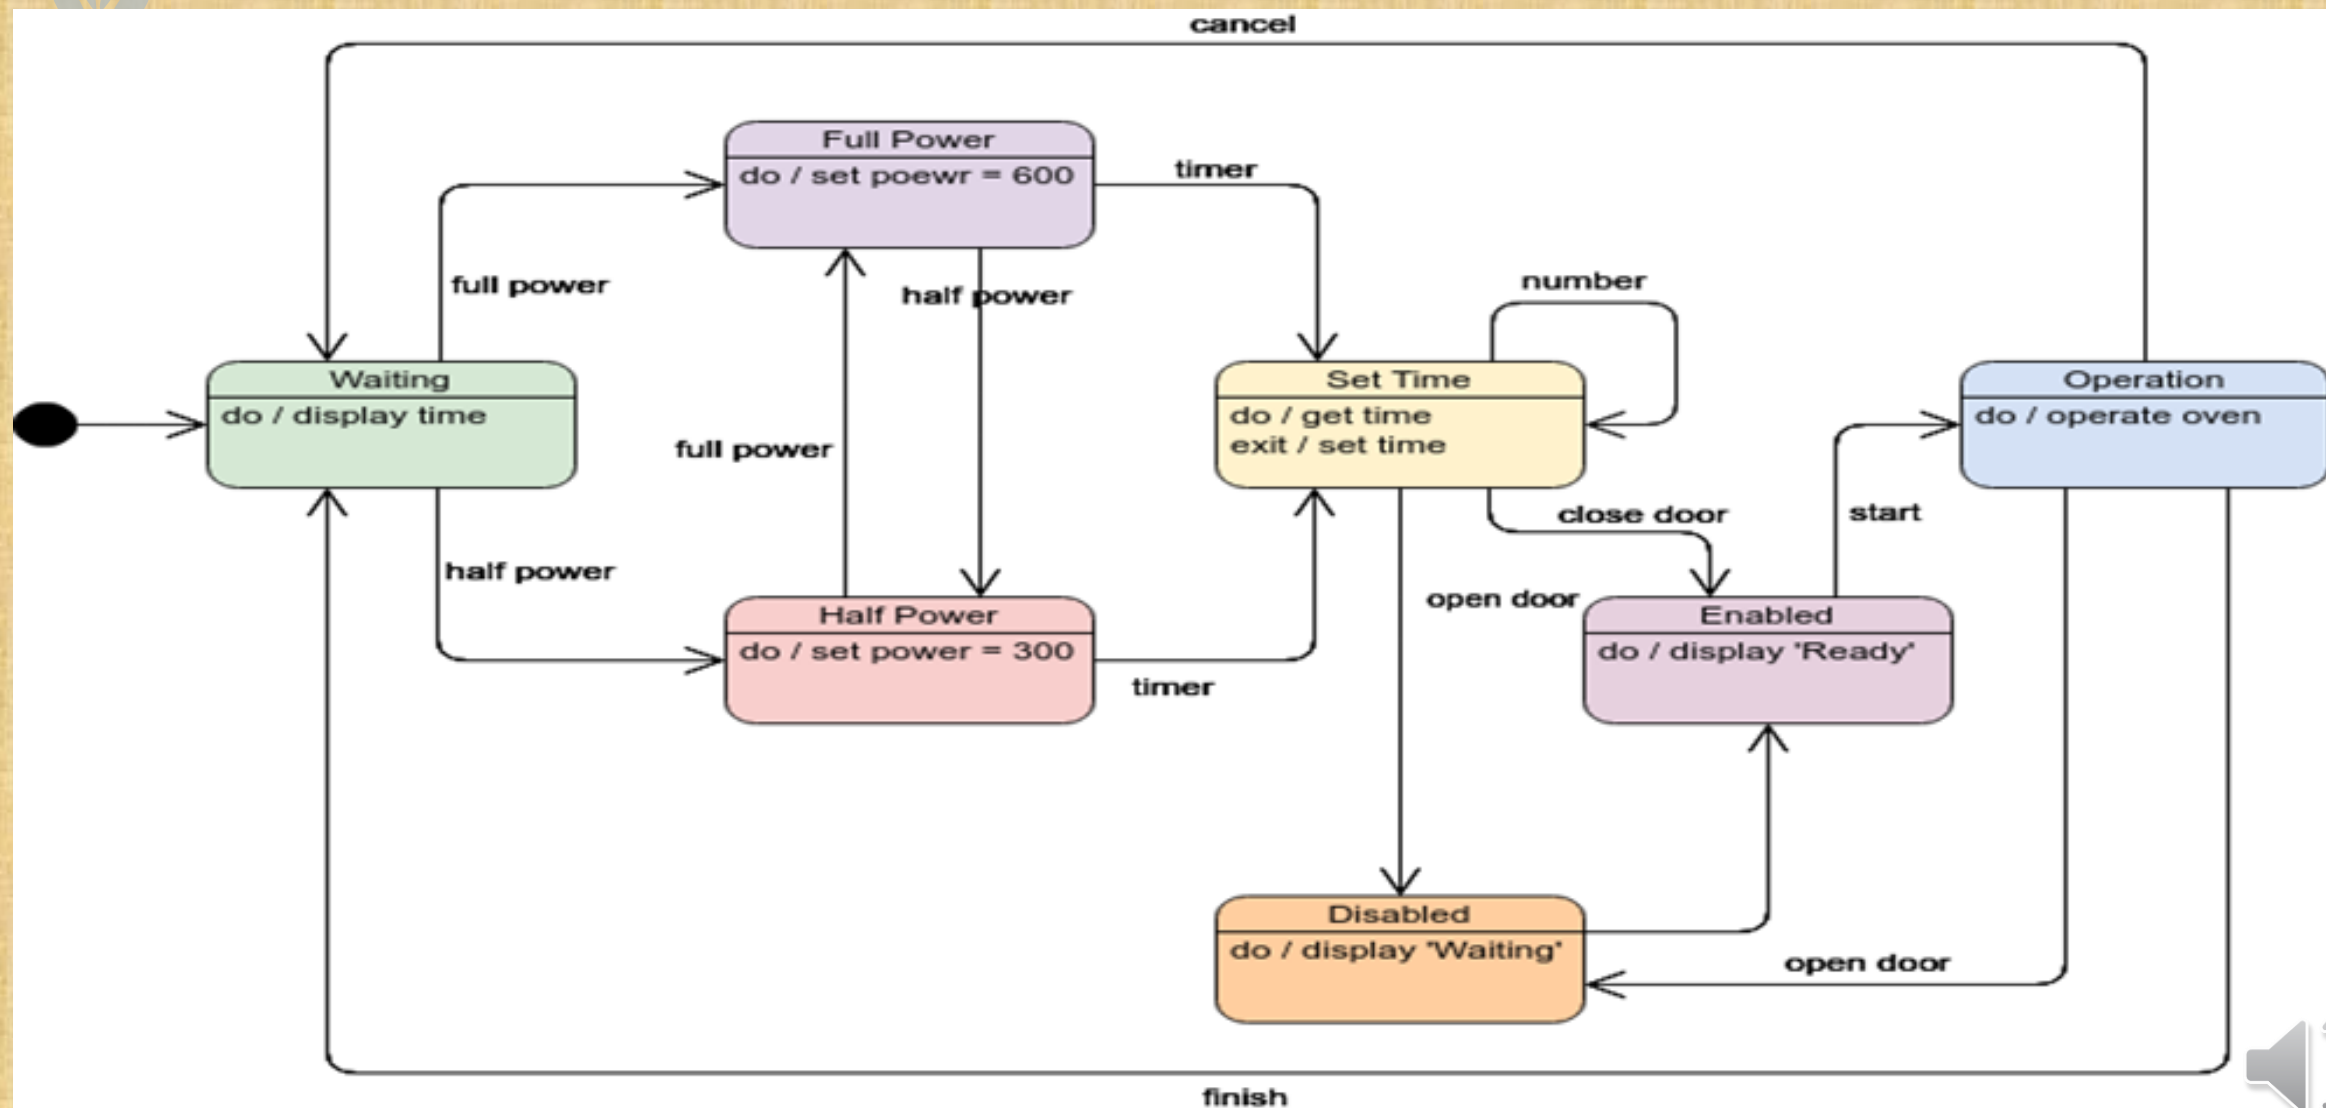 cancel
Full Power
do / set poewr = 600
timer
full power
half power
number
Waiting
do / display time
Set Time
do / get time
exit / set time
Operation
do / operate oven
full power
close door
start
half power
open door
Half Power
do / set power = 300
Enabled
do / display 'Ready'
timer
Disabled
do / display 'Waiting'
open door
finish